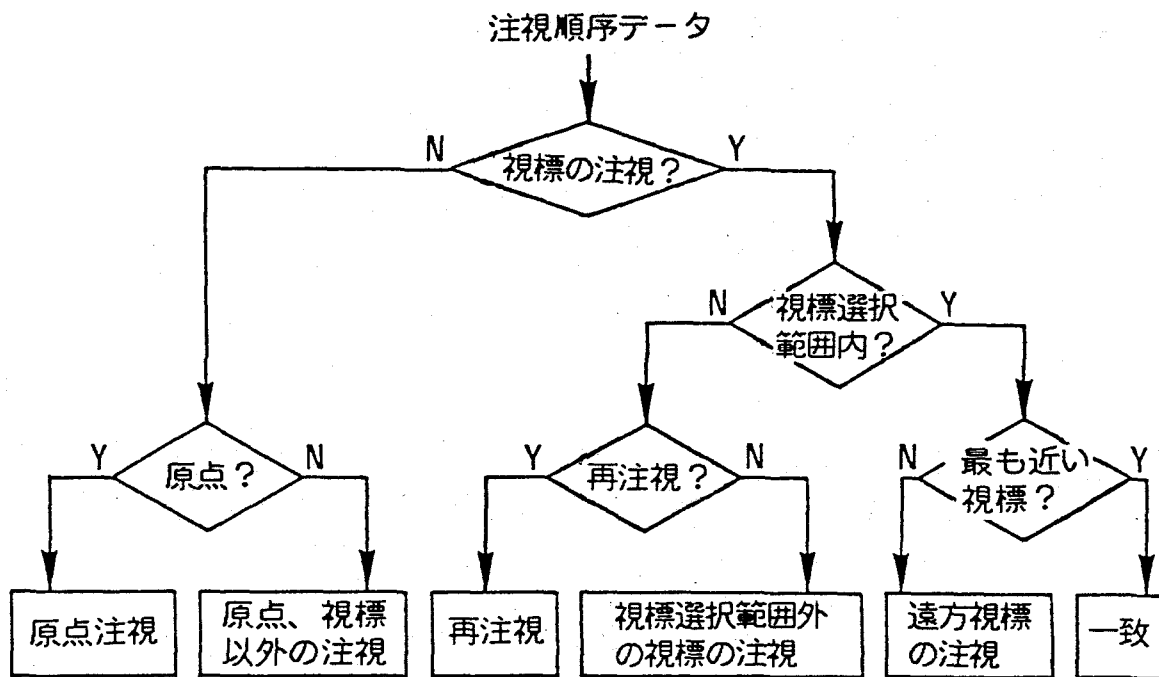 注視順序データ
N
視標の注視?
Y
N
視標選択
範囲内?
Y
Y
原点?
N
Y
再注視?
N
N
最も近い
視標?
Y
原点注視
原点、視標
以外の注視
再注視
視標選択範囲外
の視標の注視
遠方視標
の注視
一致